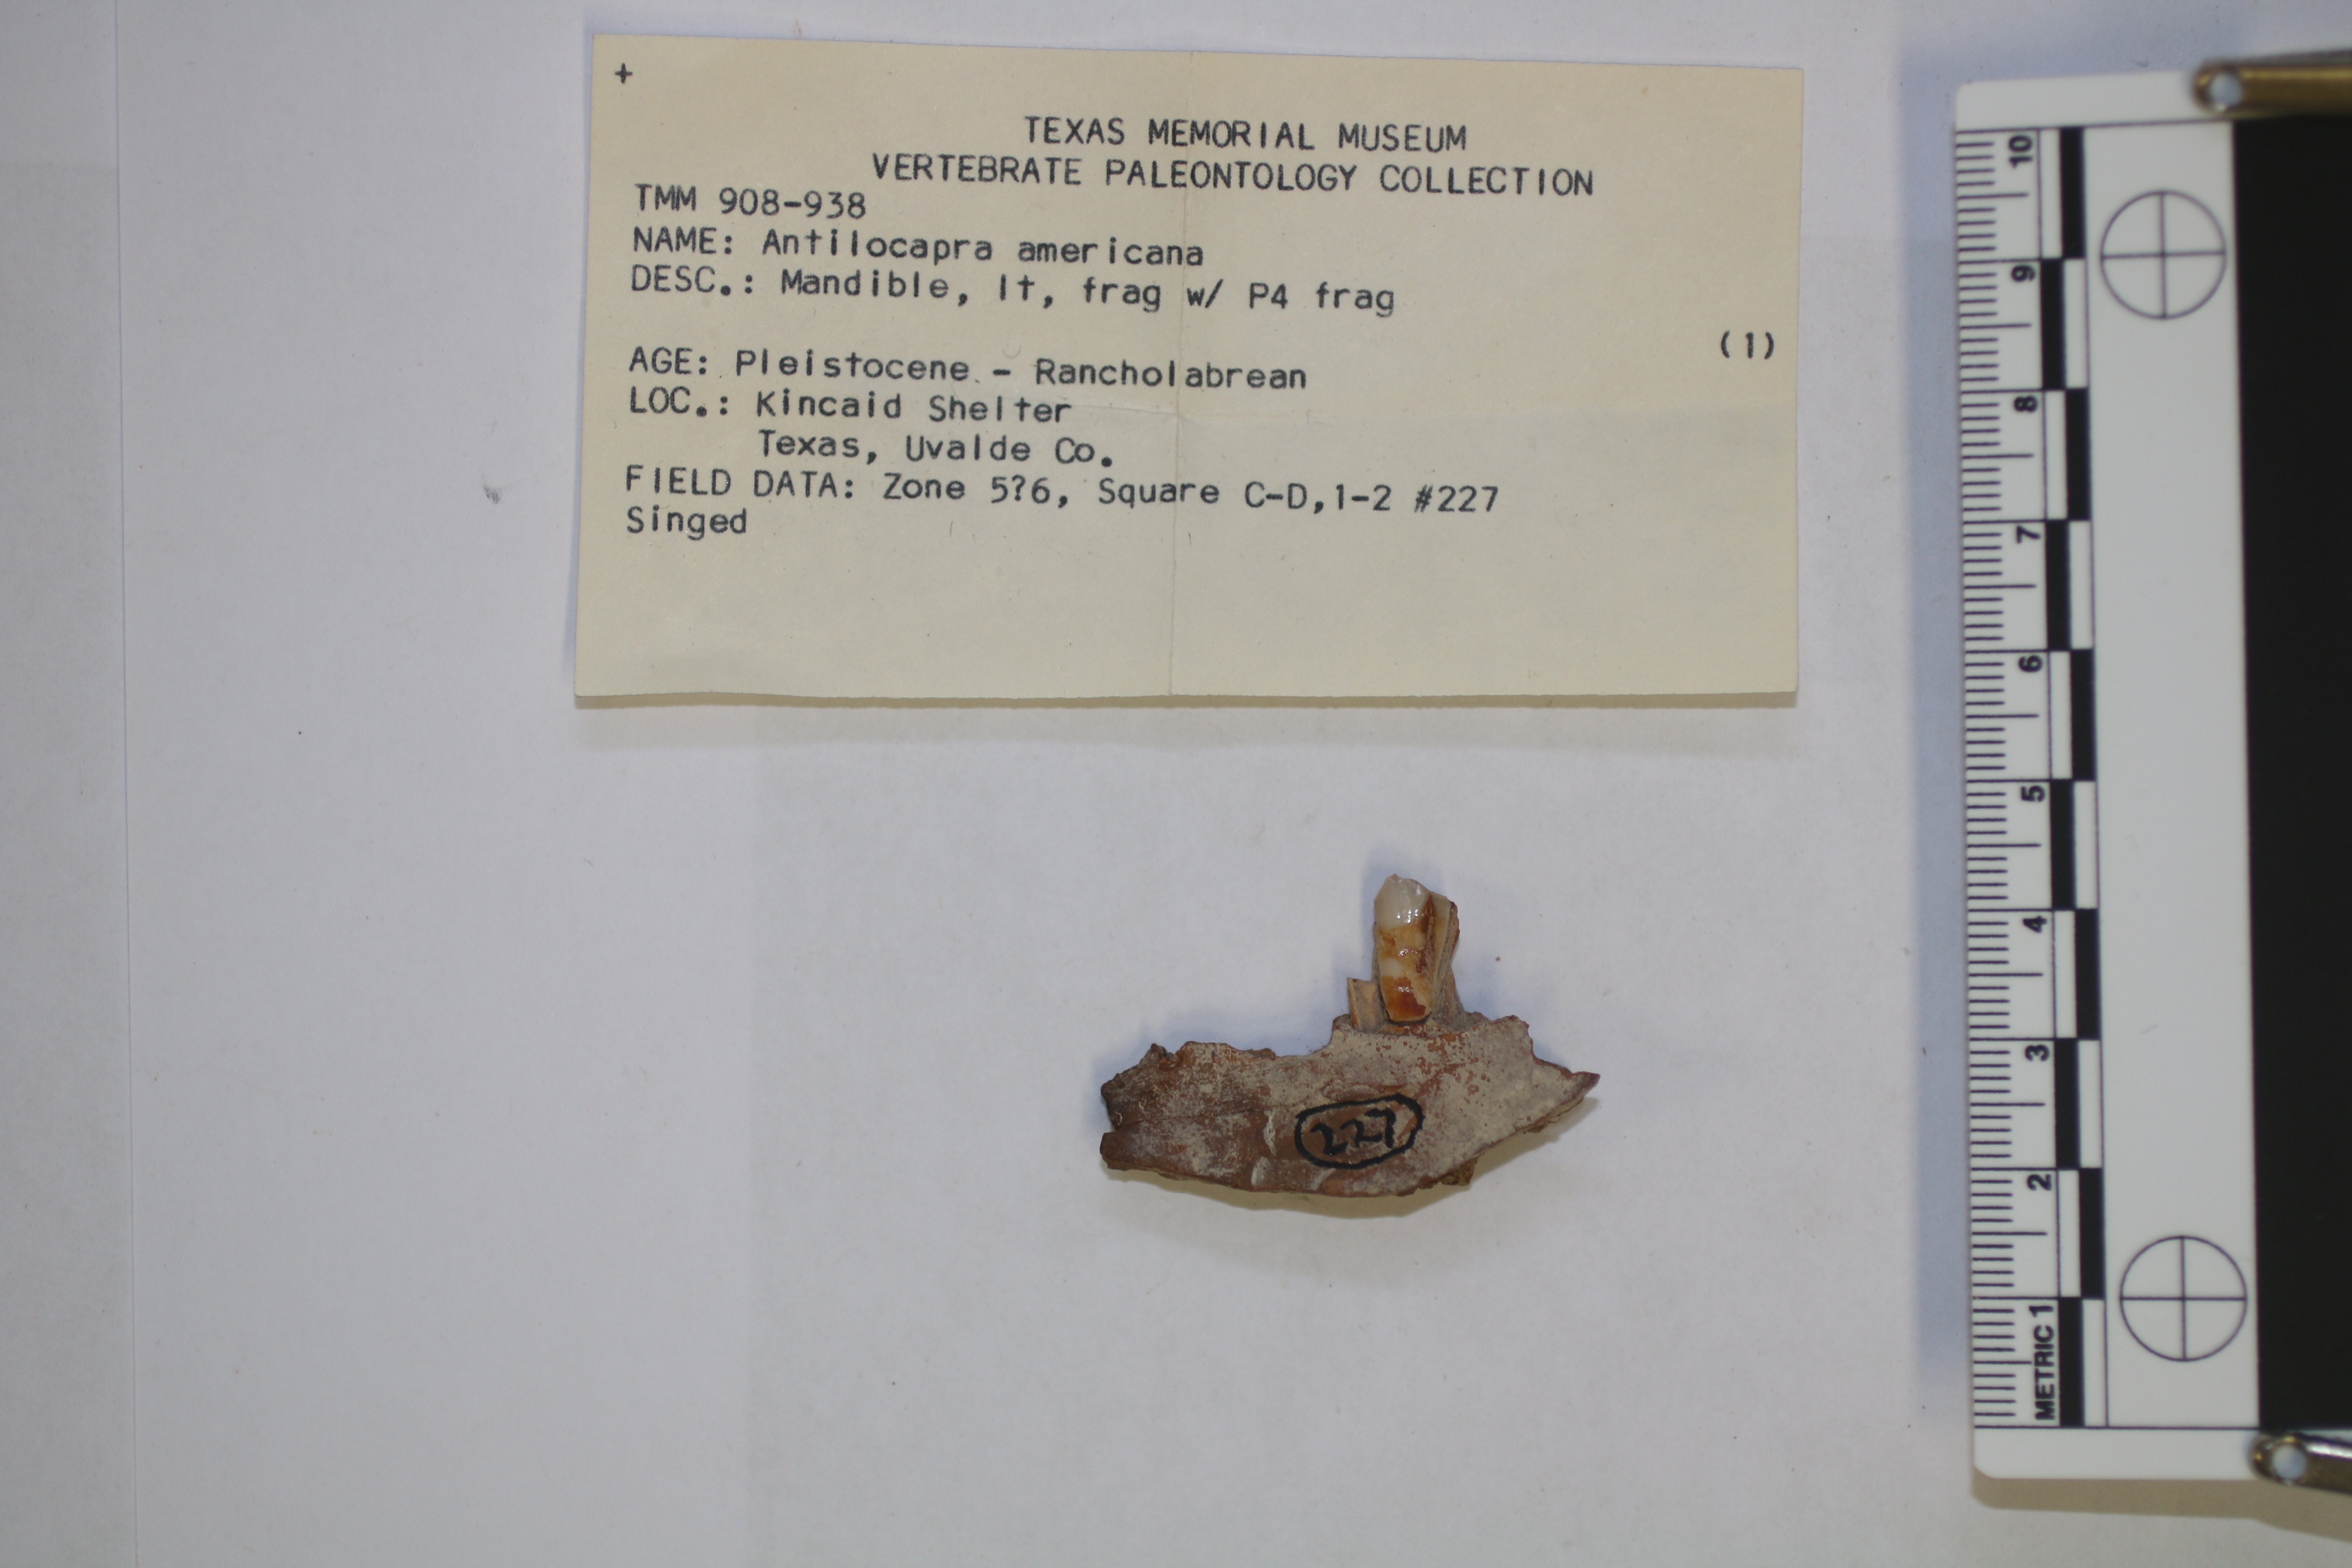 +
TEXAS MEMORIAL MUSEUM
VERTEBRATE PALEONTOLOGY COLLECTION
TMM 908-938
NAME: Antilocapra americana
DESC.: Mandible, lt, frag w/ P4 frag
(1)
AGE: Pleistocene - Rancholabrean
LOC.: Kincaid Shelter
Texas, Uvalde Co.
FIELD DATA: Zone 5?6, Square C-D,1-2 #227
Singed
227
10
9
8
7
6
5
4
3
2
METRIC 1